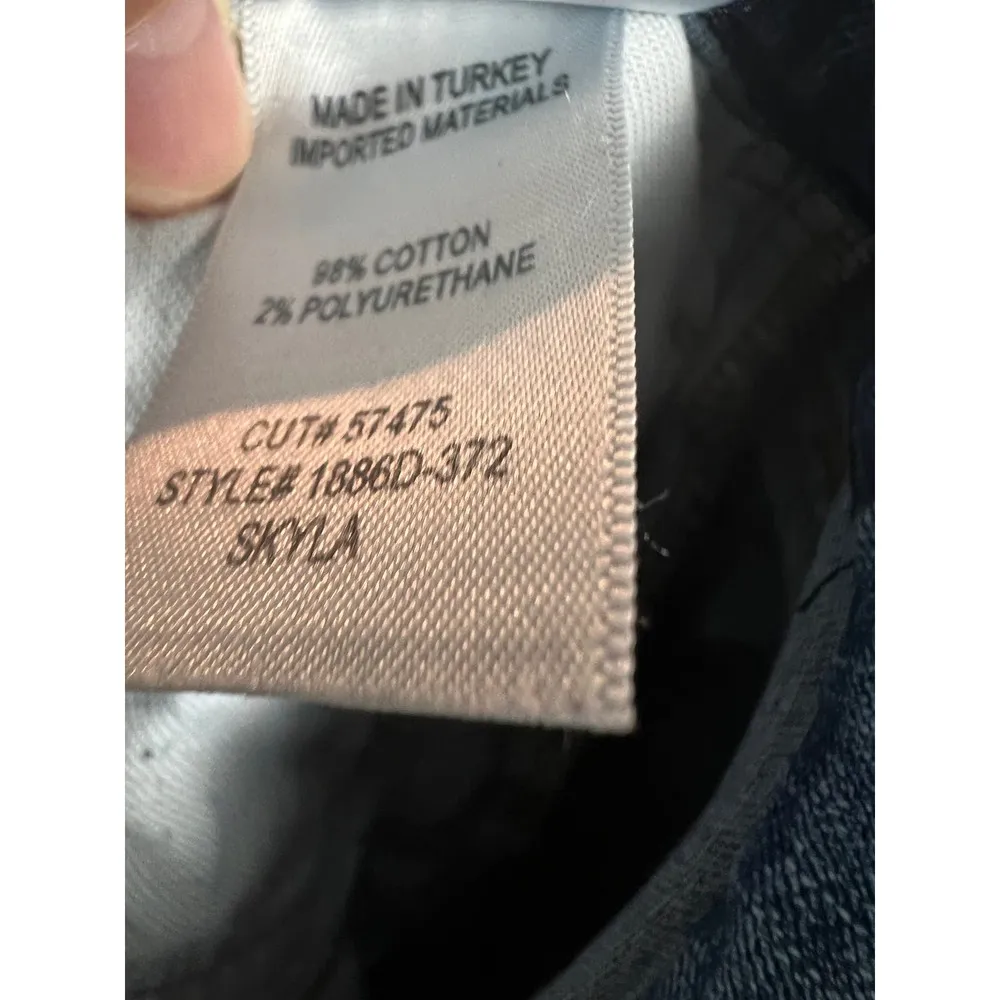 MADE IN TURKEY
IMPORTED MATERIALS
98% COTTON
2% POLYURETHANE
CUT# 57475
STYLE# 1886D-372
SKYLA